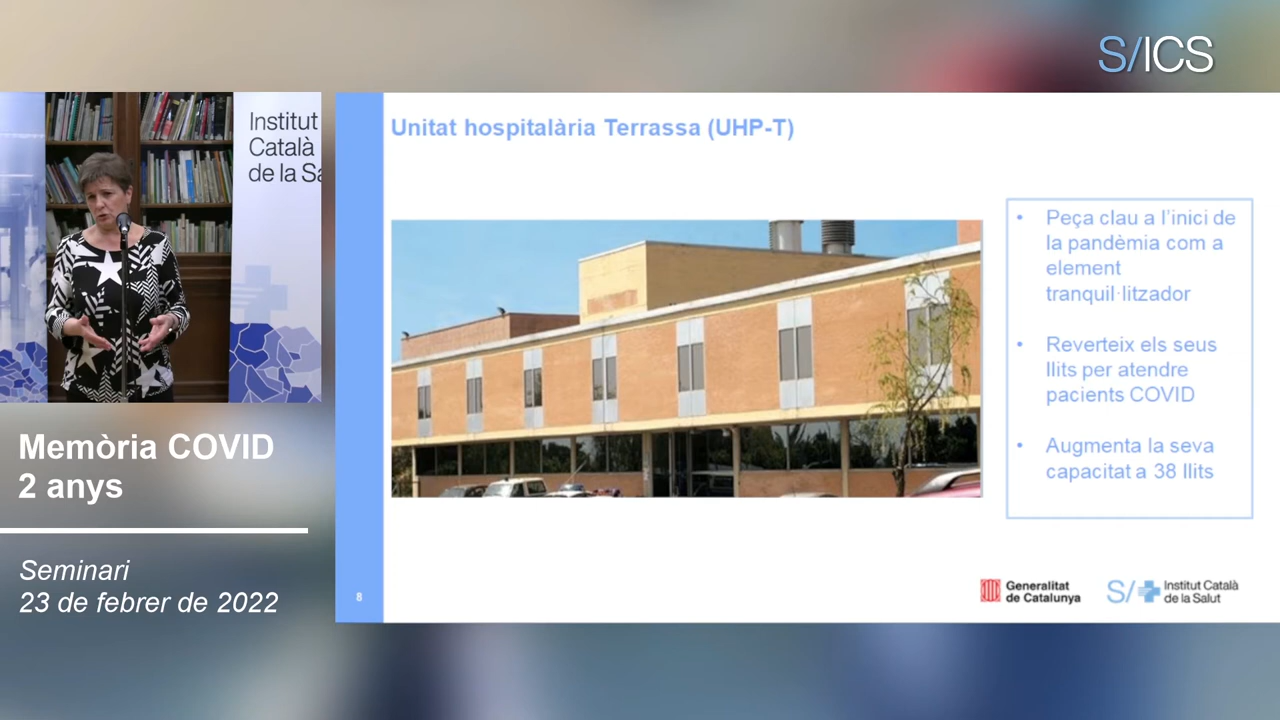 S/ICS
Institut
Català
de la Sa
Memòria COVID
2 anys
Seminari
23 de febrer de 2022
Unitat hospitalària Terrassa (UHP-T)
• Peça clau a l'inici de
la pandèmia com a
element
tranquil·litzador
• Reverteix els seus
llits per atendre
pacients COVID
• Augmenta la seva
capacitat a 38 llits
8
Generalitat
de Catalunya
S/ Institut Català
de la Salut